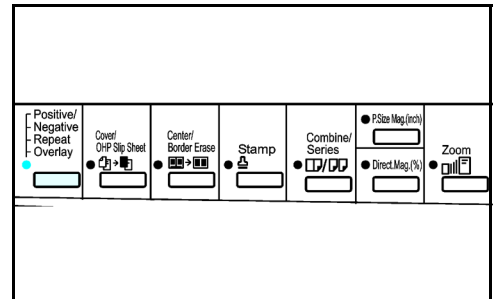 Positive/
Negative
Repeat
Overlay
Cover/
OHP Slip Sheet
Center/
Border Erase
Stamp
Combine/
Series
P.Size Mag.(inch)
Direct.Mag.(%)
Zoom